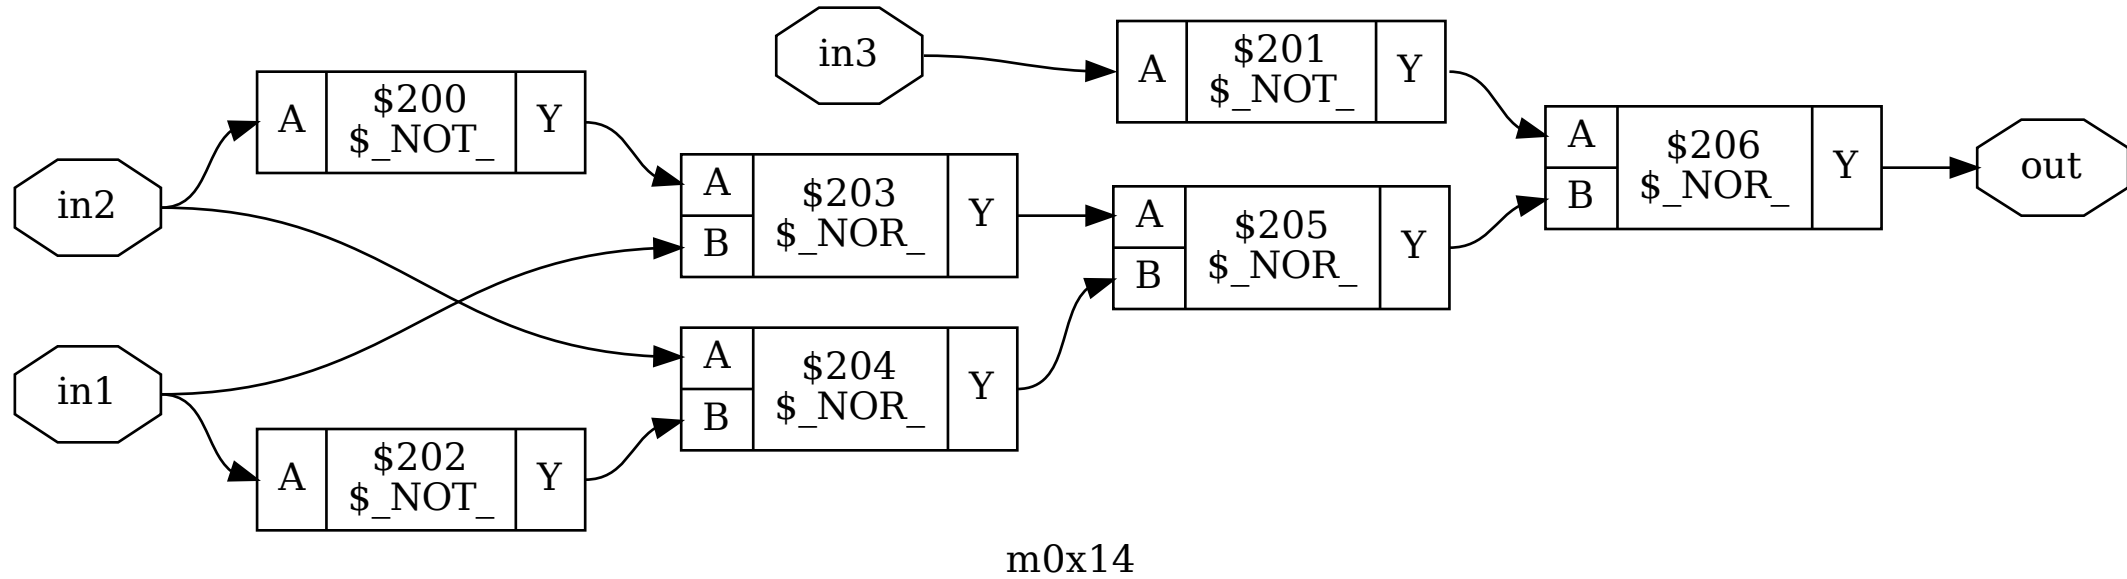 in3
A
$201
$_NOT_
Y
A
$200
$_NOT_
Y
in2
A
B
$203
$_NOR_
Y
A
B
$205
$_NOR_
Y
A
B
$206
$_NOR_
Y
out
in1
A
B
$204
$_NOR_
Y
A
$202
$_NOT_
Y
m0x14